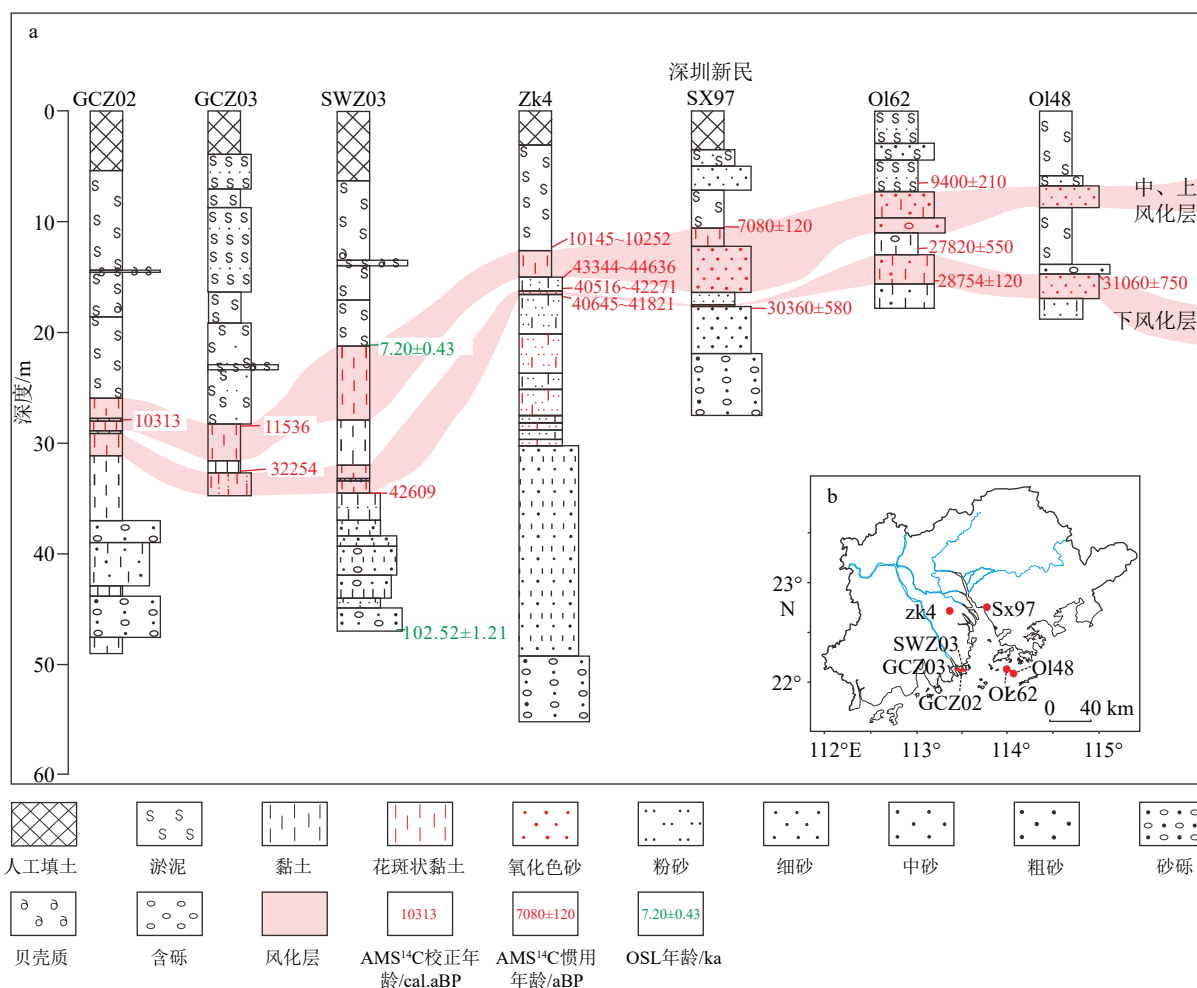 a
深圳新民
GCZ02
GCZ03
SWZ03
Zk4
SX97
Ol62
Ol48
0
10
20
30
40
50
60
深度/m
10313
11536
32254
7.20±0.43
42609
102.52±1.21
10145~10252
43344~44636
40516~42271
40645~41821
7080±120
30360±580
9400±210
27820±550
28754±120
31060±750
中、上
风化层
下风化层
b
23°
N
22°
zk4
Sx97
SWZ03
GCZ03
GCZ02
OL62
Ol48
0 40 km
112°E 113° 114° 115°
人工填土 淤泥 黏土 花斑状黏土 氧化色砂 粉砂 细砂 中砂 粗砂 砂砾
10313
7080±120
7.20±0.43
贝壳质 含砾 风化层 AMS¹⁴C校正年 AMS¹⁴C惯用 OSL年龄/ka
龄/cal.aBP 年龄/aBP